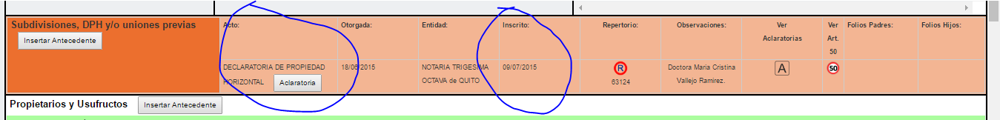 Subdivisiones, DPH y/o uniones previas
Insertar Antecedente
Acto: Otorgada: Entidad: Inscrito: Repertorio: Observaciones: Ver Aclaratorias Ver Art. 50 Folios Padres: Folios Hijos:
DECLARATORIA DE PROPIEDAD 18/06/2015 NOTARIA TRIGESIMA 09/07/2015 R Doctora Maria Cristina A 50
HORIZONTAL Aclaratoria OCTAVA de QUITO 63124 Vallejo Ramirez.
Propietarios y Usufructos Insertar Antecedente